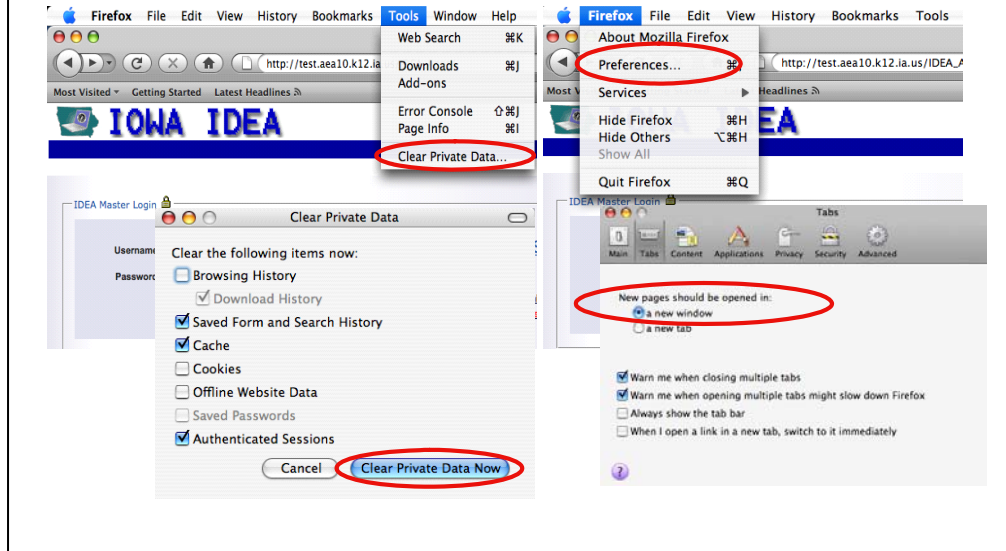 Firefox File Edit View History Bookmarks Tools Window Help
Web Search ⌘K
Downloads ⌘J
Add-ons
Error Console ⇧⌘J
Page Info ⌘I
Clear Private Data...
http://test.aea10.k12.ia
Most Visited Getting Started Latest Headlines
IOWA IDEA
IDEA Master Login
Username
Password
Clear Private Data
Clear the following items now:
Browsing History
Download History
Saved Form and Search History
Cache
Cookies
Offline Website Data
Saved Passwords
Authenticated Sessions
Cancel Clear Private Data Now
Firefox File Edit View History Bookmarks Tools
About Mozilla Firefox
Preferences... ⌘,
Services
Hide Firefox ⌘H
Hide Others ⌥⌘H
Show All
Quit Firefox ⌘Q
http://test.aea10.k12.ia.us/IDEA_A
Most V Headlines
EA
IDEA Master Login
Tabs
Main Tabs Content Applications Privacy Security Advanced
New pages should be opened in:
a new window
a new tab
Warn me when closing multiple tabs
Warn me when opening multiple tabs might slow down Firefox
Always show the tab bar
When I open a link in a new tab, switch to it immediately
?